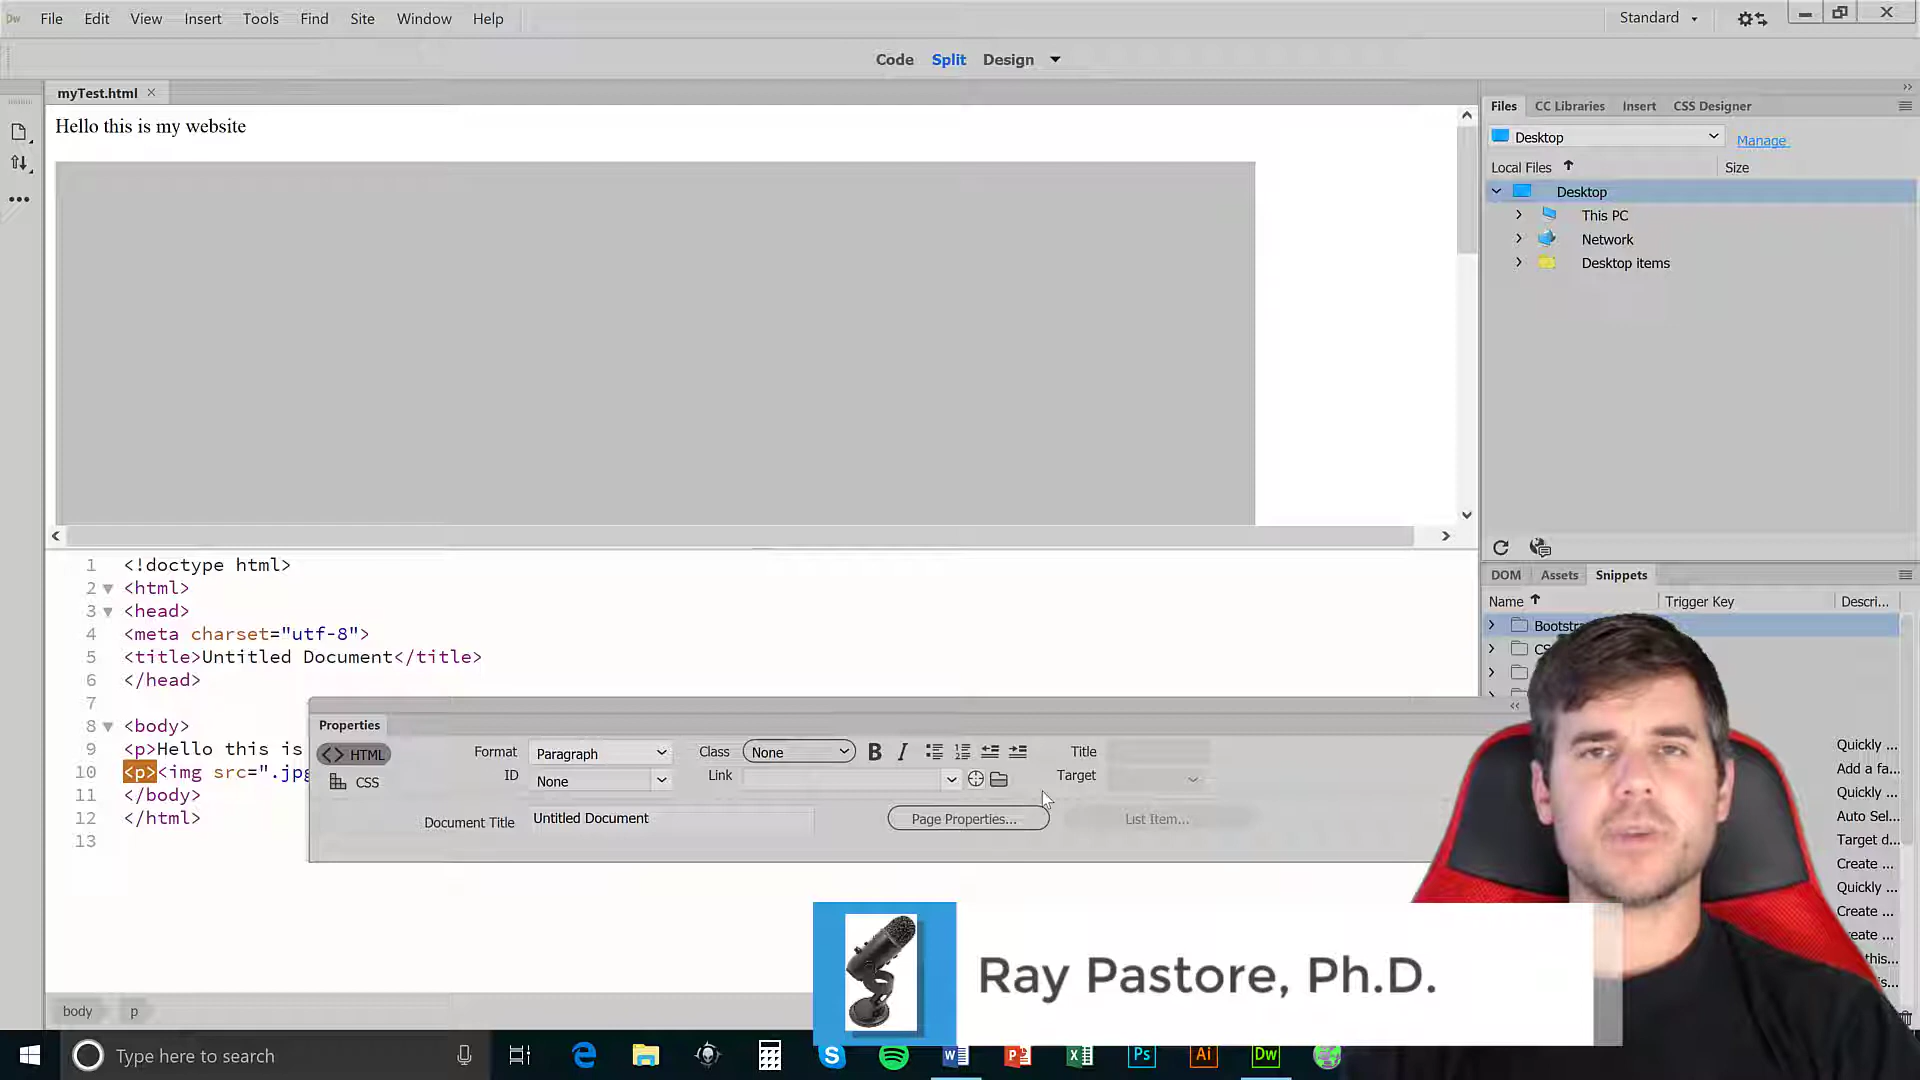 Dw File Edit View Insert Tools Find Site Window Help Standard
Code Split Design
myTest.html
Hello this is my website
Files CC Libraries Insert CSS Designer
Desktop Manage
Local Files Size
Desktop
This PC
Network
Desktop items
DOM Assets Snippets
Name Trigger Key Descri...
Bootstr
CS
Quickly ...
Add a fa...
Quickly ...
Auto Sel...
Target d...
Create ...
Quickly ...
Create ...
1 <!doctype html>
2 <html>
3 <head>
4 <meta charset="utf-8">
5 <title>Untitled Document</title>
6 </head>
7
8 <body>
9 <p>Hello this is
10 <p><img src=".jpg
11 </body>
12 </html>
13
Properties
<> HTML Format Paragraph Class None B I Title
CSS ID None Link Target
Document Title Untitled Document Page Properties... List Item...
Ray Pastore, Ph.D.
body p
Type here to search
Ps Ai Dw